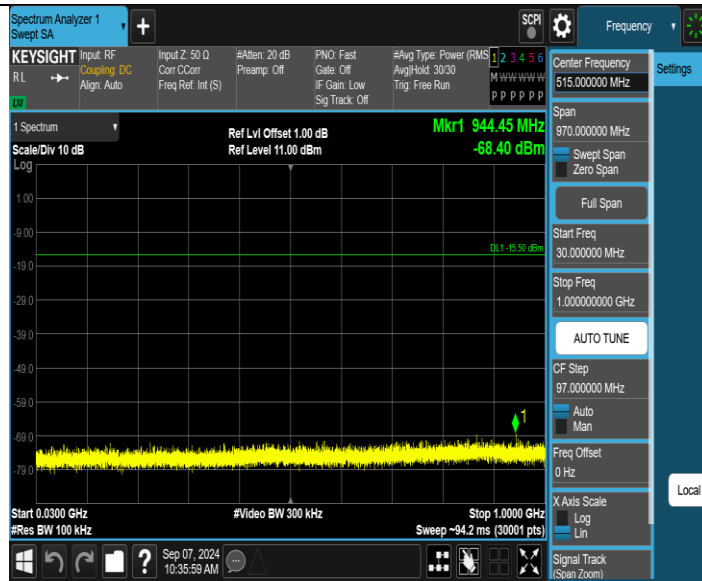 Spectrum Analyzer 1
Swept SA
+
SCPI
Frequency
KEYSIGHT
RL
LXI
Input: RF
Coupling: DC
Align: Auto
Input Z: 50 Ω
Corr CCorr
Freq Ref: Int (S)
#Atten: 20 dB
Preamp: Off
PNO: Fast
Gate: Off
IF Gain: Low
Sig Track: Off
#Avg Type: Power (RMS
Avg|Hold: 30/30
Trig: Free Run
1 2 3 4 5 6
M W W W W W
P P P P P P
1 Spectrum
Scale/Div 10 dB
Log
Ref Lvl Offset 1.00 dB
Ref Level 11.00 dBm
Mkr1 944.45 MHz
-68.40 dBm
1.00
-9.00
-19.0
-29.0
-39.0
-49.0
-59.0
-69.0
-79.0
DL1 -15.50 dBm
1
Start 0.0300 GHz
#Res BW 100 kHz
#Video BW 300 kHz
Stop 1.0000 GHz
Sweep ~94.2 ms (30001 pts)
?
Sep 07, 2024
10:35:59 AM
Center Frequency
515.000000 MHz
Span
970.000000 MHz
Swept Span
Zero Span
Full Span
Start Freq
30.000000 MHz
Stop Freq
1.000000000 GHz
AUTO TUNE
CF Step
97.000000 MHz
Auto
Man
Freq Offset
0 Hz
X Axis Scale
Log
Lin
Signal Track
(Span Zoom)
Settings
Local